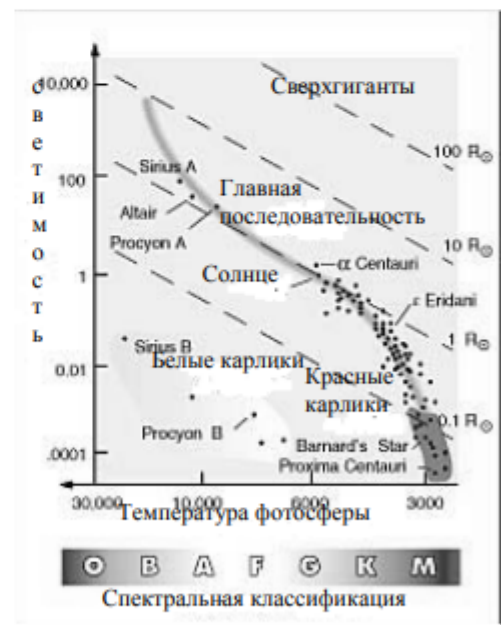 светимость
10,000
100
1
0.01
.0001
Сверхгиганты
100 R☉
Sirius A
Главная
последовательность
Altair
Procyon A
10 R☉
α Centauri
Солнце
ε Eridani
1 R☉
Sirius B
Белые карлики
Красные
карлики
0.1 R☉
Procyon B
Barnard's Star
Proxima Centauri
30,000 10,000 6000 3000
Температура фотосферы
O B A F G K M
Спектральная классификация